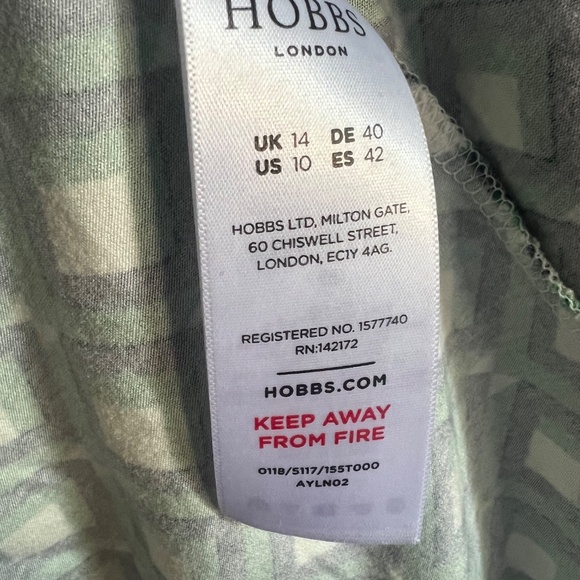 HOBBS
LONDON
UK 14 DE 40
US 10 ES 42
HOBBS LTD, MILTON GATE,
60 CHISWELL STREET,
LONDON, EC1Y 4AG.
REGISTERED NO. 1577740
RN:142172
HOBBS.COM
KEEP AWAY
FROM FIRE
0118/5117/155T000
AYLN02